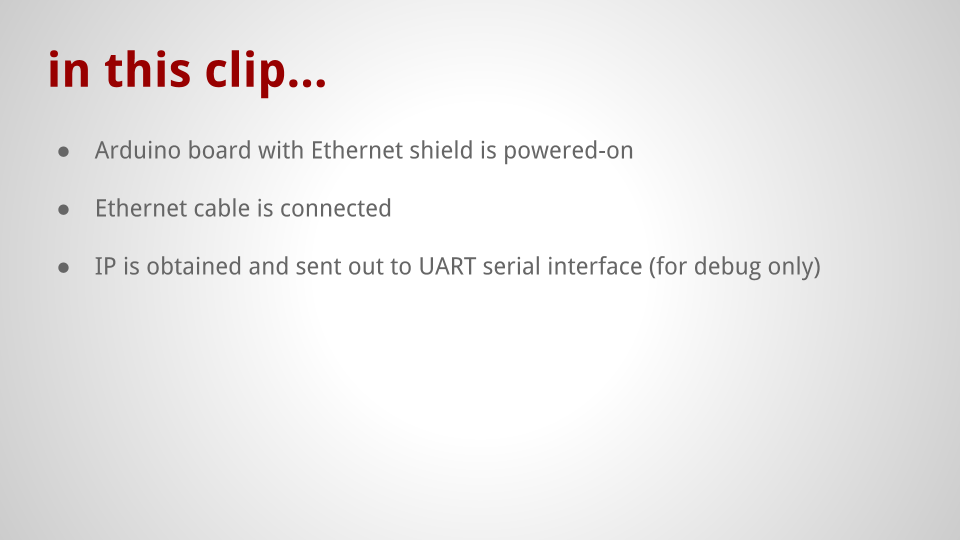 in this clip...
● Arduino board with Ethernet shield is powered-on
● Ethernet cable is connected
● IP is obtained and sent out to UART serial interface (for debug only)